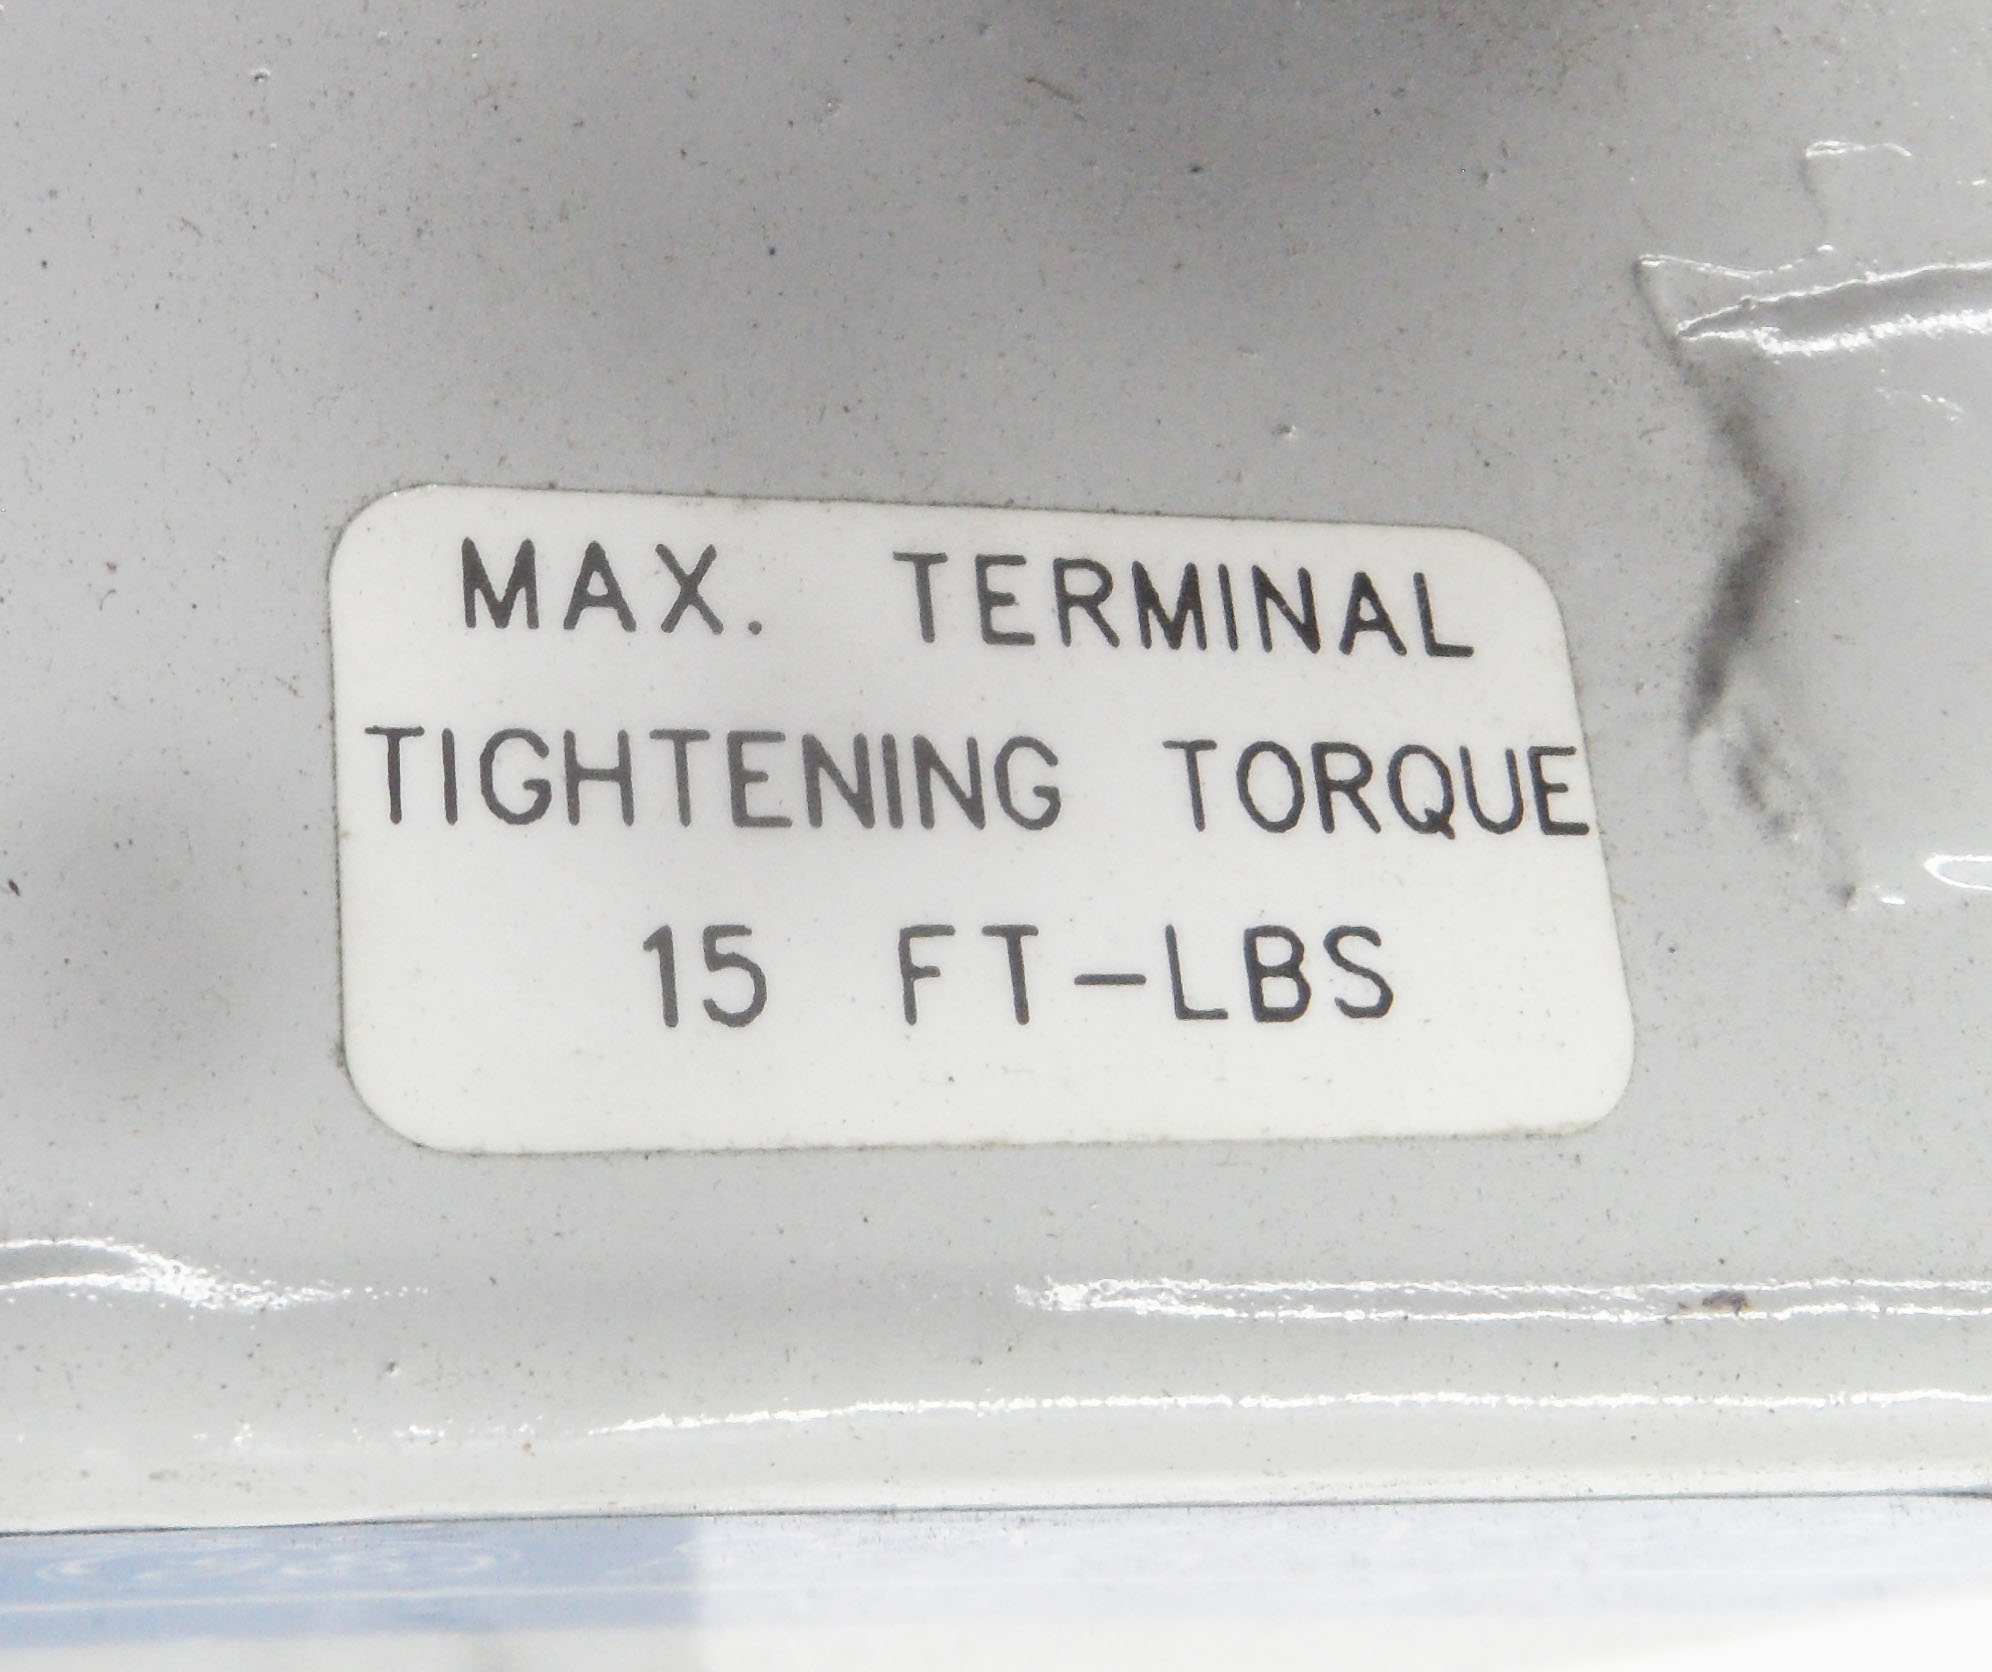 MAX. TERMINAL
TIGHTENING TORQUE
15 FT-LBS